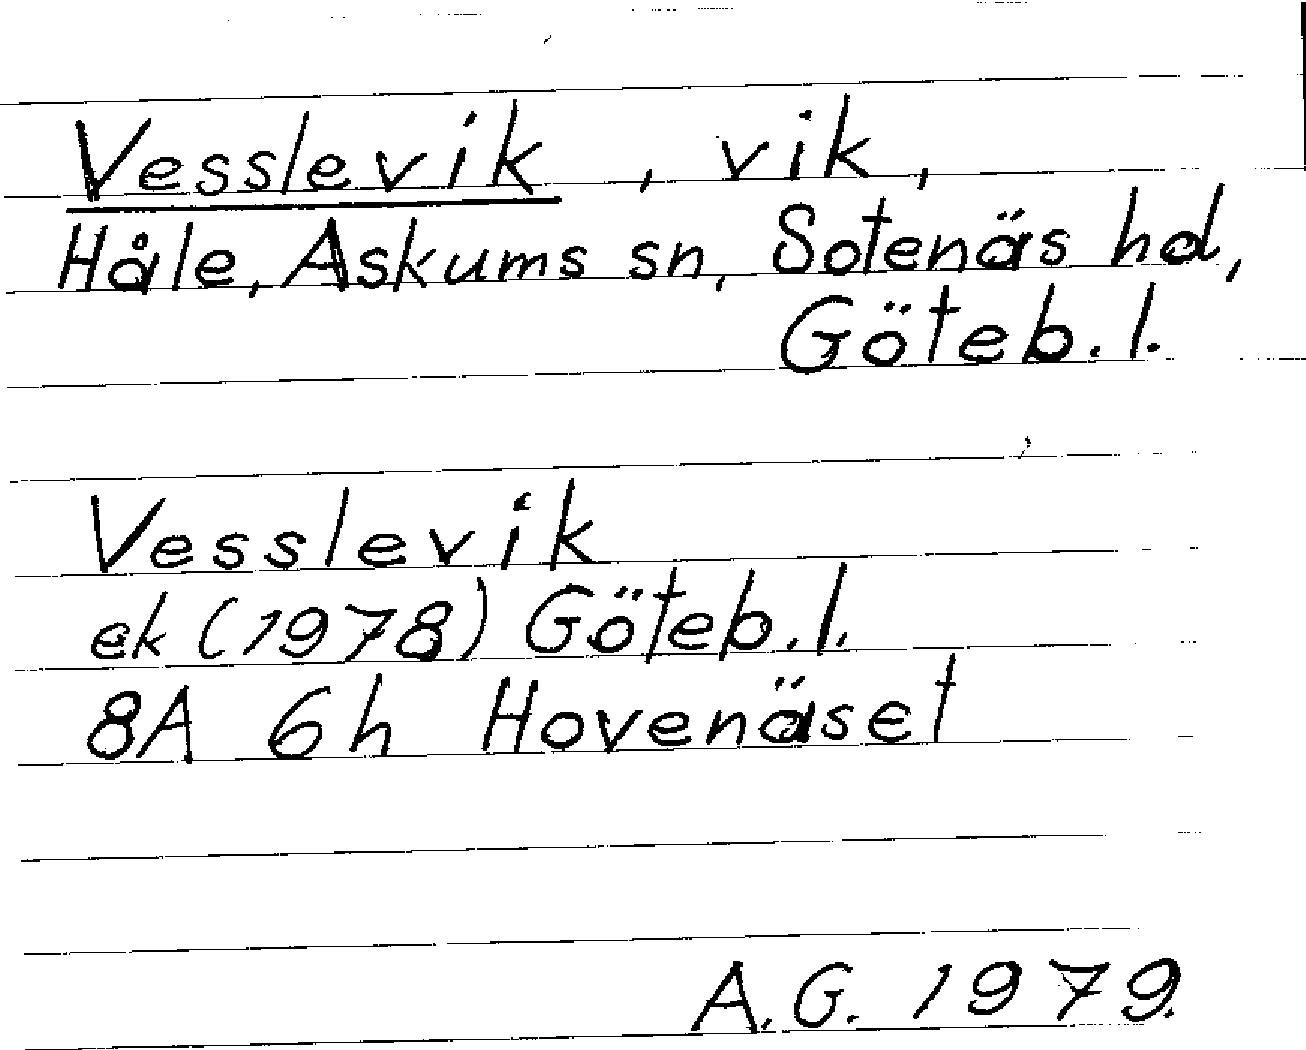 Vesslevik, vik,
Håle, Askums sn, Sotenäs hd,
Göteb. l.
Vesslevik
ek (1978) Göteb. l.
8A 6h Hovenäset
A. G. 1979.